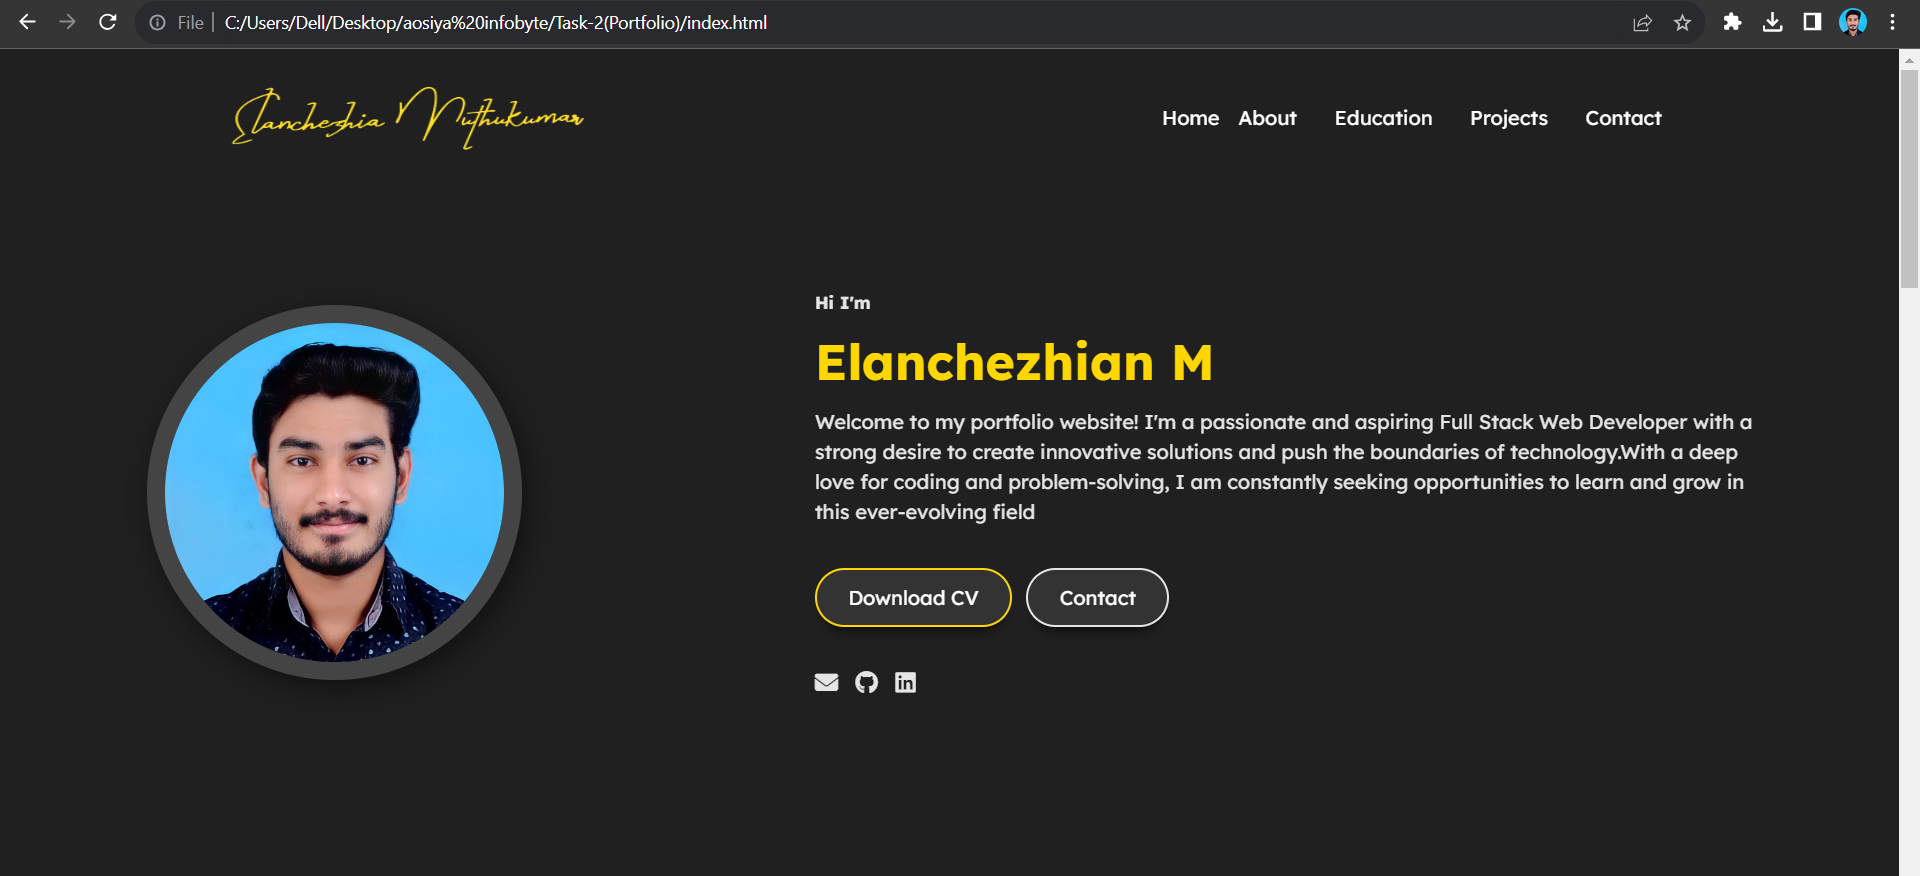 File C:/Users/Dell/Desktop/aosiya%20infobyte/Task-2(Portfolio)/index.html
Elanchezhia Muthukumar
Home About Education Projects Contact
Hi I'm
Elanchezhian M
Welcome to my portfolio website! I'm a passionate and aspiring Full Stack Web Developer with a
strong desire to create innovative solutions and push the boundaries of technology.With a deep
love for coding and problem-solving, I am constantly seeking opportunities to learn and grow in
this ever-evolving field
Download CV Contact
in